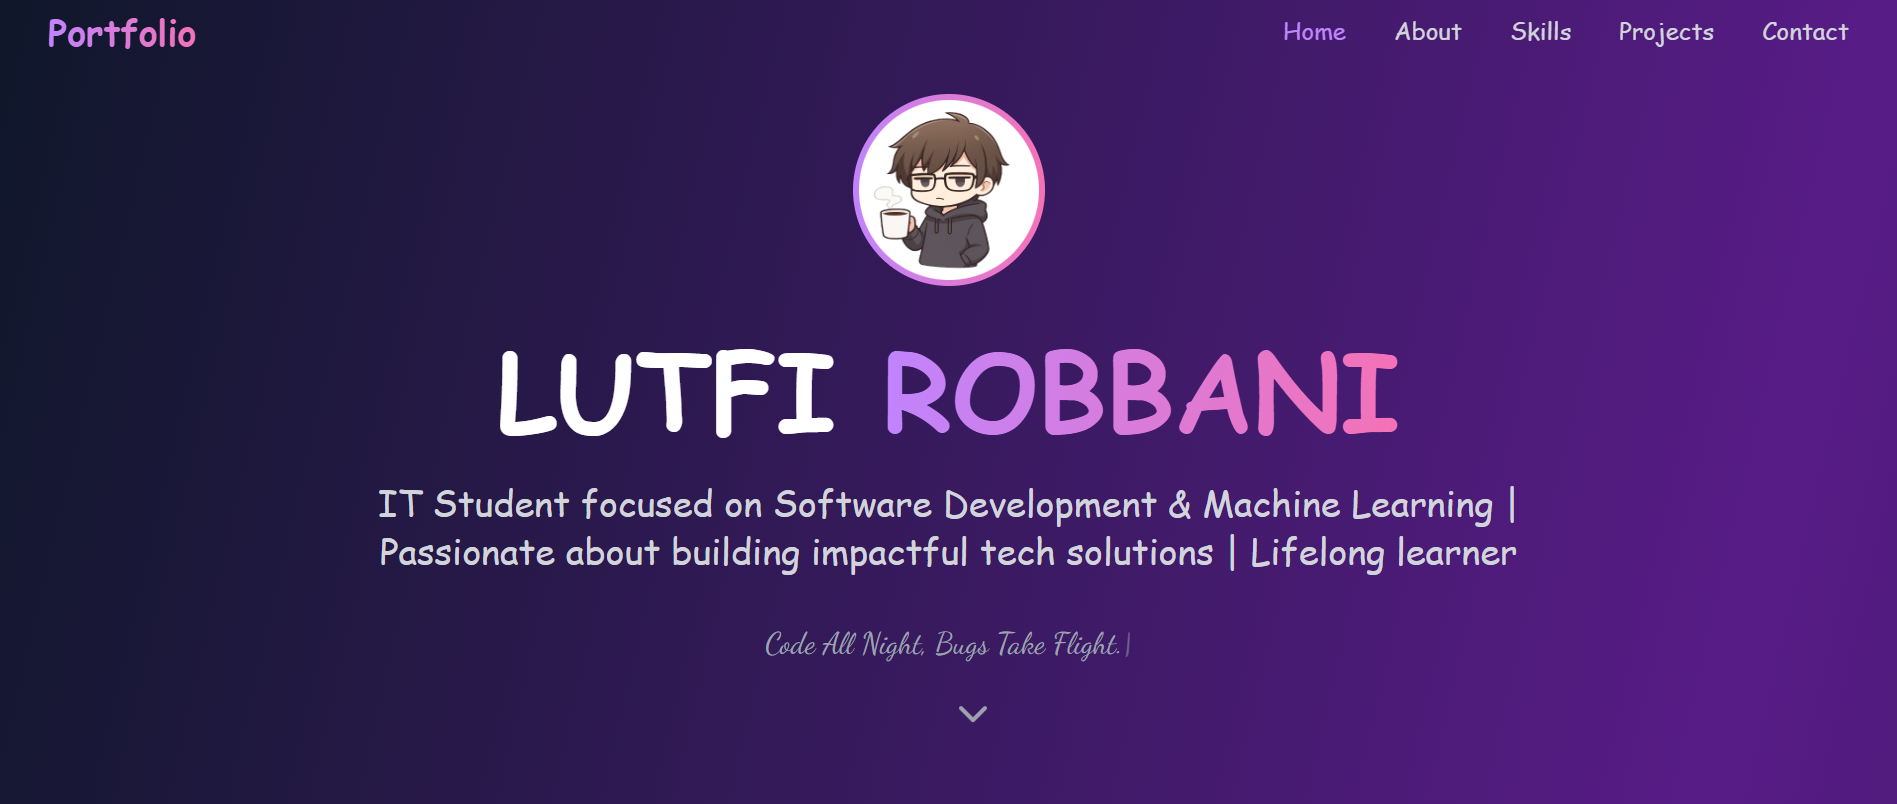 Portfolio
Home About Skills Projects Contact
LUTFI ROBBANI
IT Student focused on Software Development & Machine Learning |
Passionate about building impactful tech solutions | Lifelong learner
Code All Night, Bugs Take Flight.|